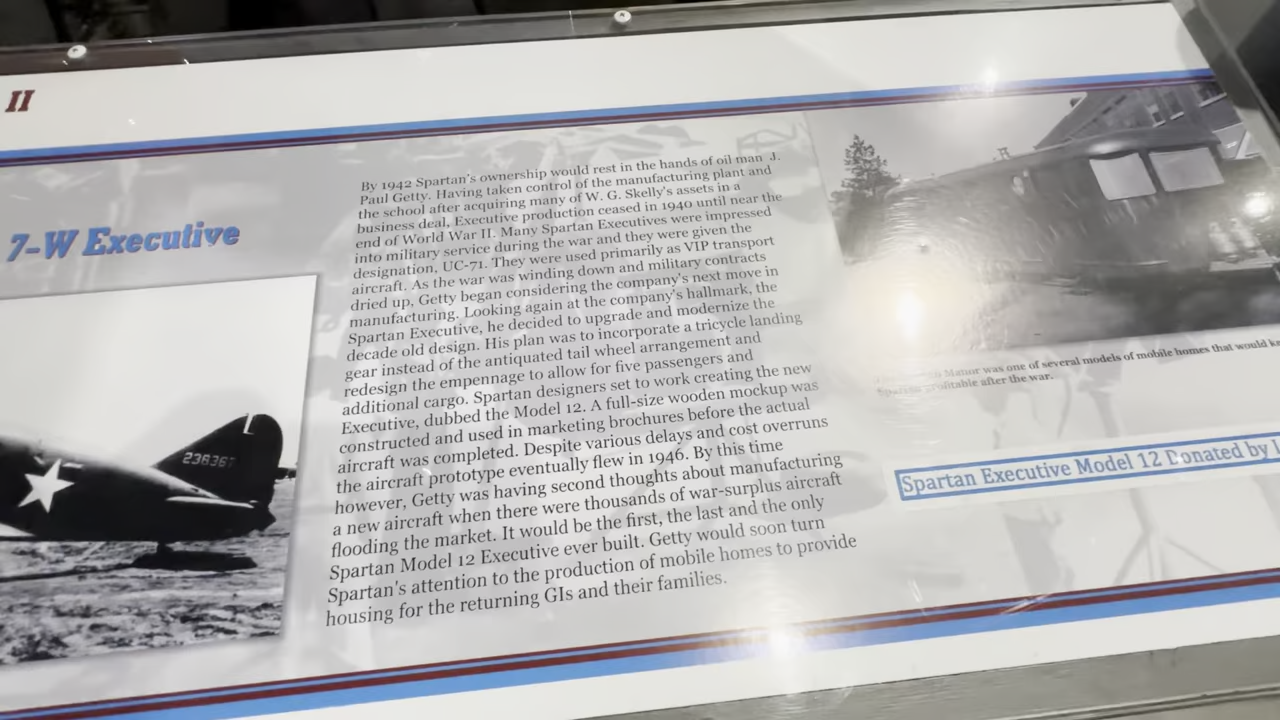 II
7-W Executive
236367
By 1942 Spartan's ownership would rest in the hands of oil man J.
Paul Getty. Having taken control of the manufacturing plant and
the school after acquiring many of W. G. Skelly's assets in a
business deal, Executive production ceased in 1940 until near the
end of World War II. Many Spartan Executives were impressed
into military service during the war and they were given the
designation, UC-71. They were used primarily as VIP transport
aircraft. As the war was winding down and military contracts
dried up, Getty began considering the company's next move in
manufacturing. Looking again at the company's hallmark, the
Spartan Executive, he decided to upgrade and modernize the
decade old design. His plan was to incorporate a tricycle landing
gear instead of the antiquated tail wheel arrangement and
redesign the empennage to allow for five passengers and
additional cargo. Spartan designers set to work creating the new
Executive, dubbed the Model 12. A full-size wooden mockup was
constructed and used in marketing brochures before the actual
aircraft was completed. Despite various delays and cost overruns
the aircraft prototype eventually flew in 1946. By this time
however, Getty was having second thoughts about manufacturing
a new aircraft when there were thousands of war-surplus aircraft
flooding the market. It would be the first, the last and the only
Spartan Model 12 Executive ever built. Getty would soon turn
Spartan's attention to the production of mobile homes to provide
housing for the returning GIs and their families.
Manor was one of several models of mobile homes that would
Spartan profitable after the war.
Spartan Executive Model 12 Donated by